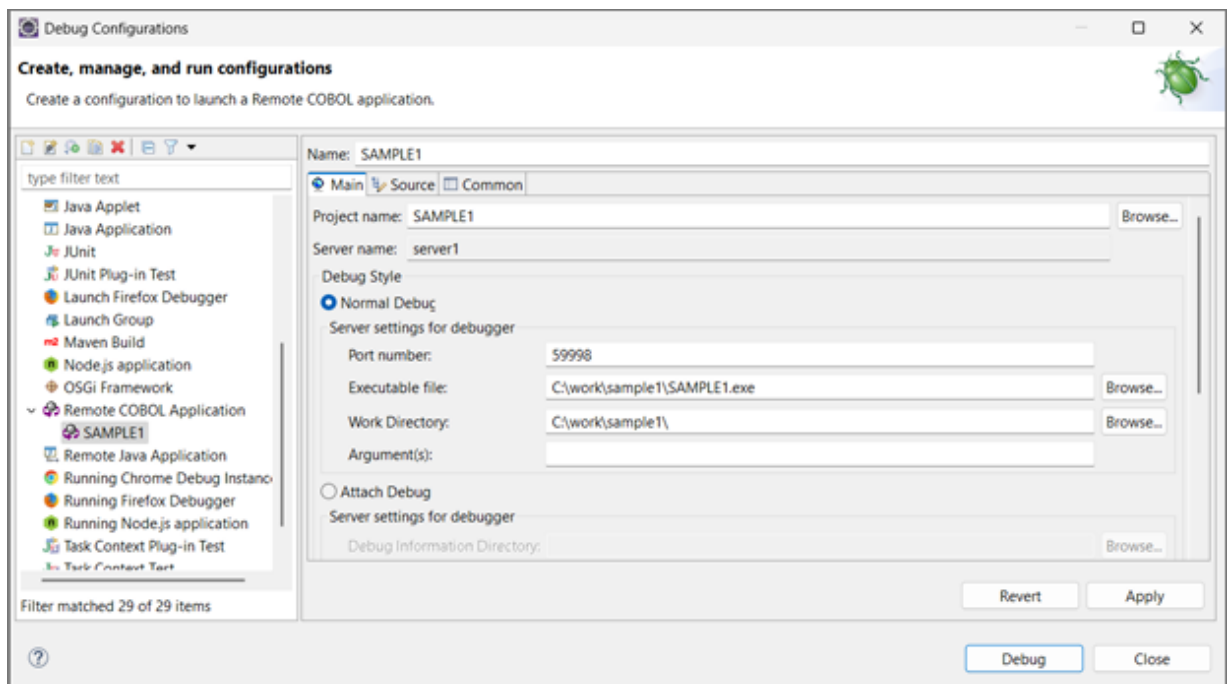 Debug Configurations
Create, manage, and run configurations
Create a configuration to launch a Remote COBOL application.
type filter text
Java Applet
Java Application
JUnit
JUnit Plug-in Test
Launch Firefox Debugger
Launch Group
Maven Build
Node.js application
OSGi Framework
Remote COBOL Application
SAMPLE1
Remote Java Application
Running Chrome Debug Instanc
Running Firefox Debugger
Running Node.js application
Task Context Plug-in Test
Task Context Test
Filter matched 29 of 29 items
Name: SAMPLE1
Main Source Common
Project name: SAMPLE1 Browse...
Server name: server1
Debug Style
Normal Debug
Server settings for debugger
Port number: 59998
Executable file: C:\work\sample1\SAMPLE1.exe Browse...
Work Directory: C:\work\sample1\ Browse...
Argument(s):
Attach Debug
Server settings for debugger
Debug Information Directory: Browse...
Revert Apply
Debug Close